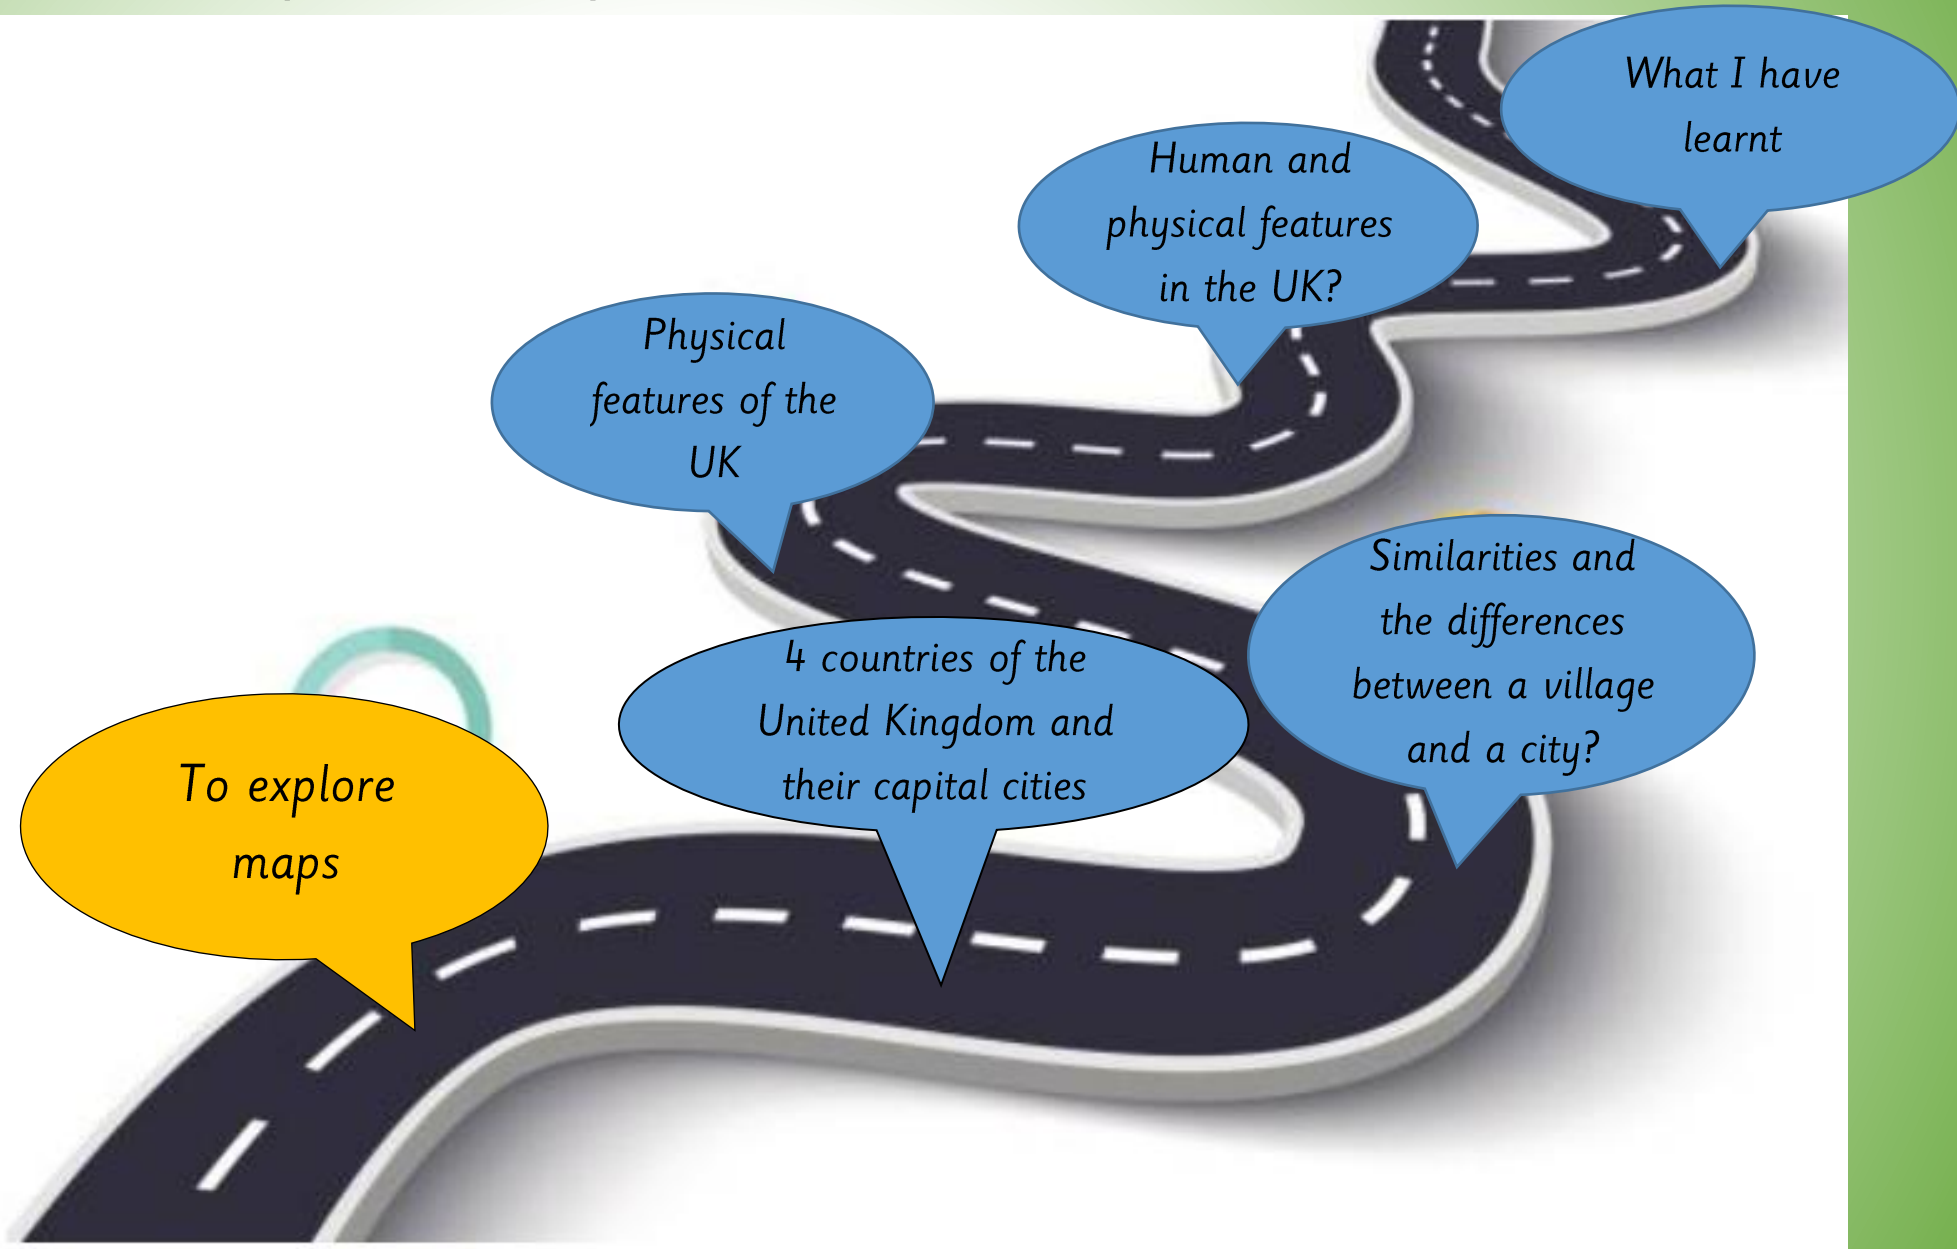 What I have
learnt
Human and
physical features
in the UK?
Physical
features of the
UK
Similarities and
the differences
between a village
and a city?
4 countries of the
United Kingdom and
their capital cities
To explore
maps